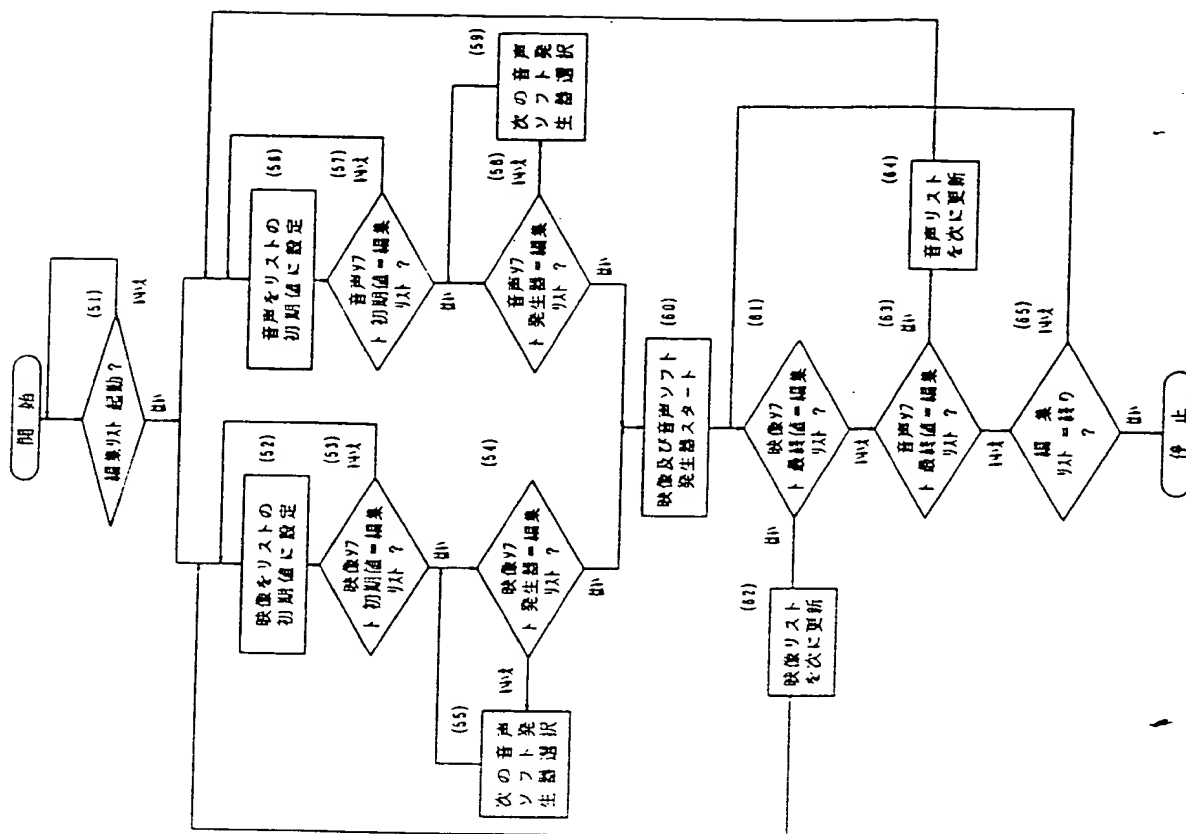 開始
編集リスト起動?
(51)
いいえ
はい
映像をリストの
初期値に設定
(52)
映像ソフ
ト初期値=編集
リスト?
(53)
いいえ
はい
映像ソフ
ト発生器=編集
リスト?
(54)
いいえ
はい
次の音声
ソフト発
生器選択
(55)
音声をリストの
初期値に設定
(56)
音声ソフ
ト初期値=編集
リスト?
(57)
いいえ
はい
音声ソフ
ト発生器=編集
リスト?
(58)
いいえ
はい
次の音声
ソフト発
生器選択
(59)
映像及び音声ソフト
発生器スタート
(60)
映像ソフ
ト最終値=編集
リスト?
(61)
はい
いいえ
映像リスト
を次に更新
(62)
音声ソフ
ト最終値=編集
リスト?
(63)
はい
いいえ
音声リスト
を次に更新
(64)
編集
リスト=終り
?
(65)
いいえ
はい
停止